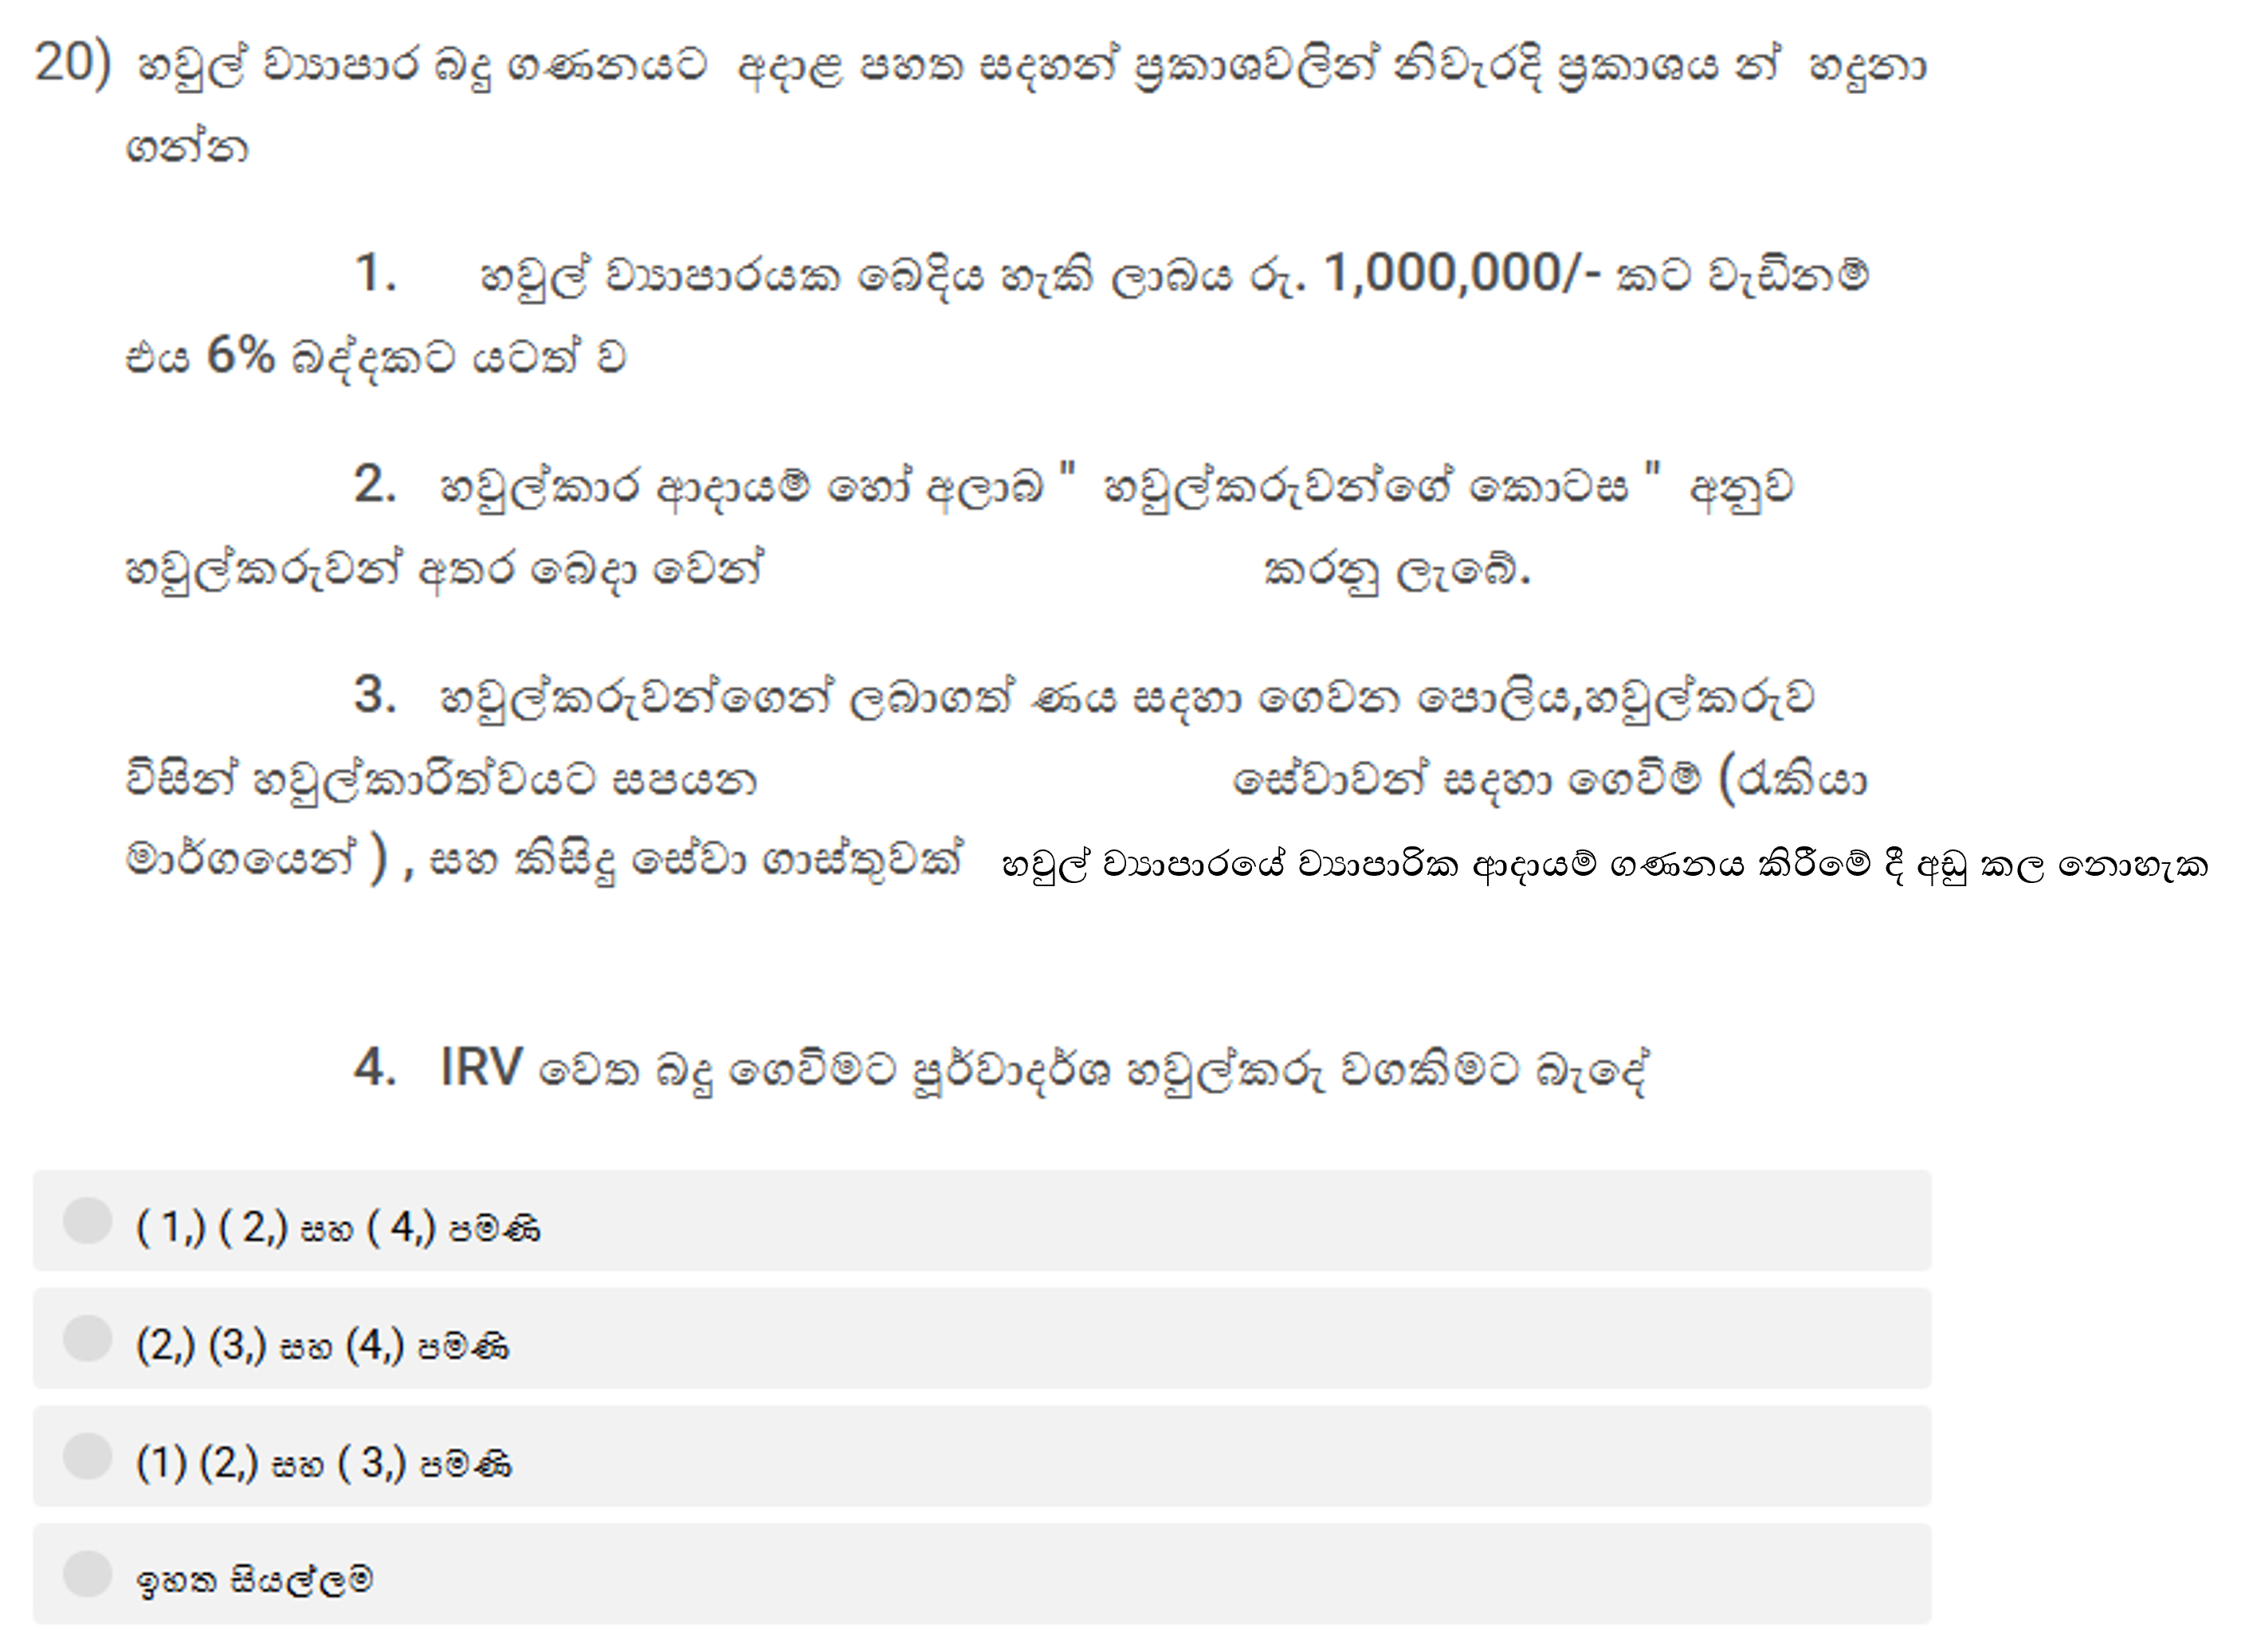 20) හවුල් ව්‍යාපාර බදු ගණනයට අදාළ පහත සදහන් ප්‍රකාශවලින් නිවැරදි ප්‍රකාශය න් හදුනා
ගන්න
1. හවුල් ව්‍යාපාරයක බෙදිය හැකි ලාබය රු. 1,000,000/- කට වැඩිනම්
එය 6% බද්දකට යටත් ව
2. හවුල්කාර ආදායම් හෝ අලාබ " හවුල්කරුවන්ගේ කොටස " අනුව
හවුල්කරුවන් අතර බෙදා වෙන් කරනු ලැබේ.
3. හවුල්කරුවන්ගෙන් ලබාගත් ණය සදහා ගෙවන පොලිය,හවුල්කරුව
විසින් හවුල්කාරිත්වයට සපයන සේවාවන් සදහා ගෙවිම් (රැකියා
මාර්ගයෙන් ) , සහ කිසිදු සේවා ගාස්තුවක් හවුල් ව්‍යාපාරයේ ව්‍යාපාරික ආදායම් ගණනය කිරීමේ දී අඩු කල නොහැක
4. IRV වෙත බදු ගෙවිමට පූර්වාදර්ශ හවුල්කරු වගකිමට බැදේ
( 1,) ( 2,) සහ ( 4,) පමණි
(2,) (3,) සහ (4,) පමණි
(1) (2,) සහ ( 3,) පමණි
ඉහත සියල්ලම